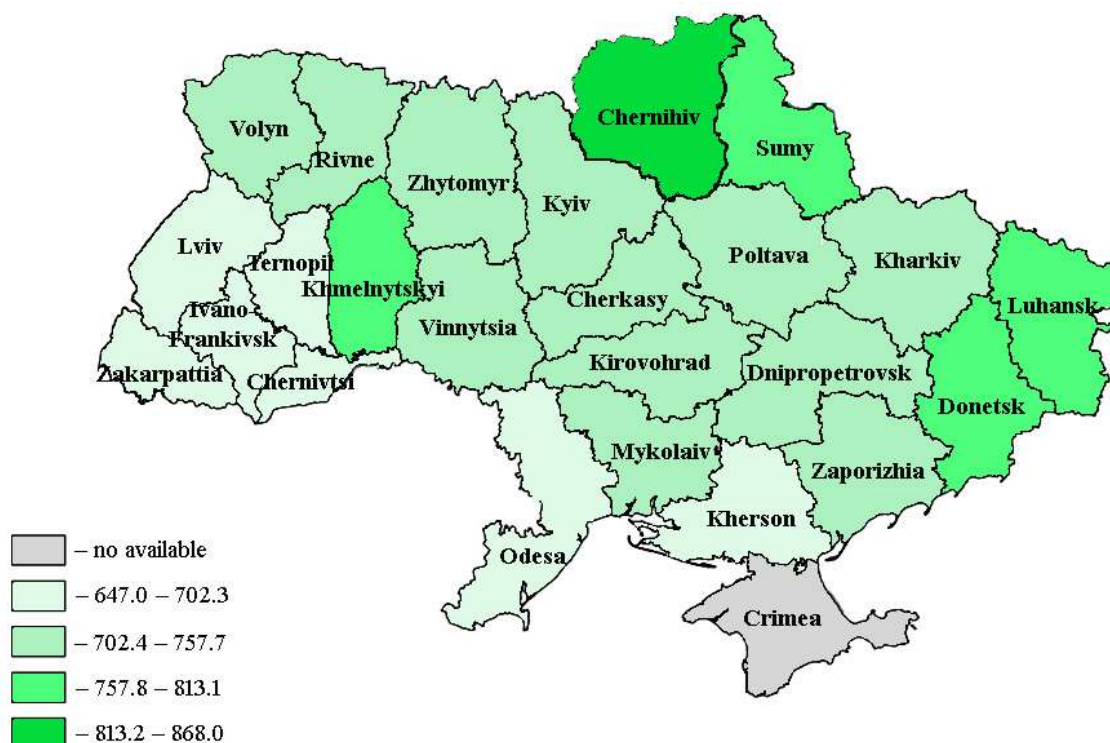 Chernihiv
Volyn
Sumy
Rivne
Zhytomyr
Kyiv
Lviv
Ternopil
Poltava
Kharkiv
Khmelnytskyi
Cherkasy
Luhansk
Ivano-
Frankivsk
Vinnytsia
Kirovohrad
Zakarpattia
Chernivtsi
Dnipropetrovsk
Donetsk
Mykolaiv
Zaporizhia
Kherson
Odesa
Crimea
– no available
– 647.0 – 702.3
– 702.4 – 757.7
– 757.8 – 813.1
– 813.2 – 868.0